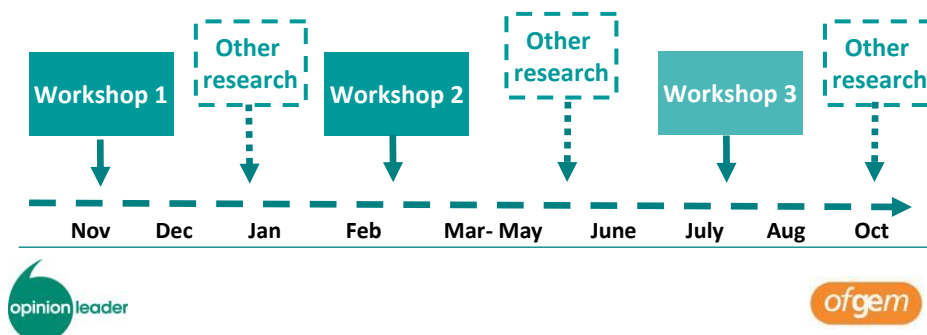 Workshop 1
Other
research
Workshop 2
Other
research
Workshop 3
Other
research
Nov Dec Jan Feb Mar- May June July Aug Oct
opinion leader
ofgem